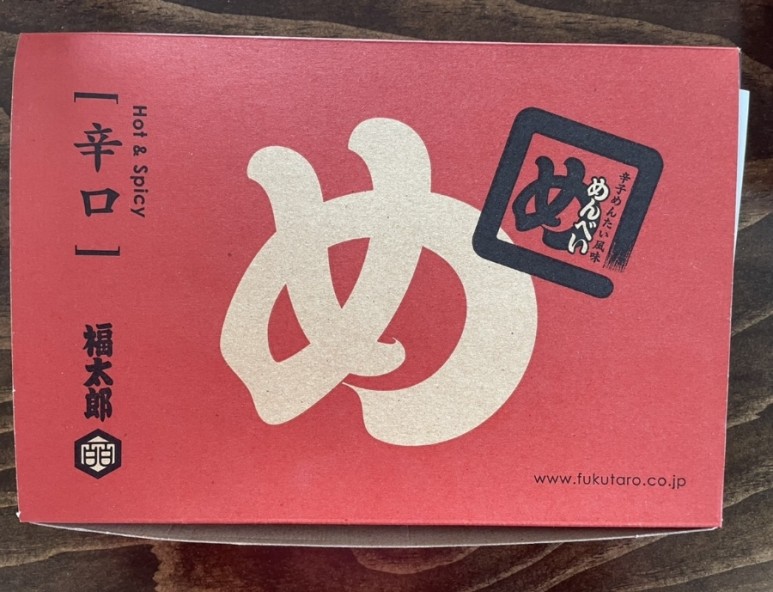 Hot & Spicy
[辛口]
福太郎
め
辛子めんたい風味
めんべい
め
www.fukutaro.co.jp